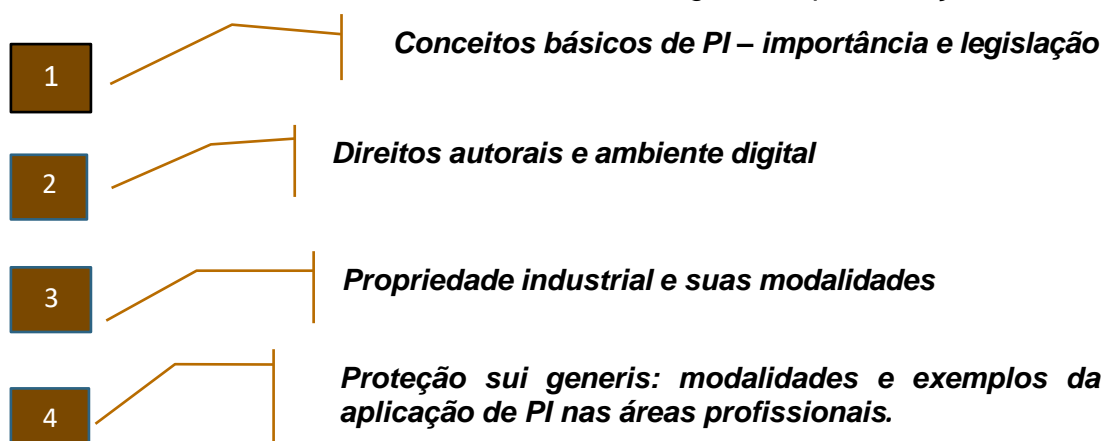 1
Conceitos básicos de PI – importância e legislação
2
Direitos autorais e ambiente digital
3
Propriedade industrial e suas modalidades
4
Proteção sui generis: modalidades e exemplos da
aplicação de PI nas áreas profissionais.